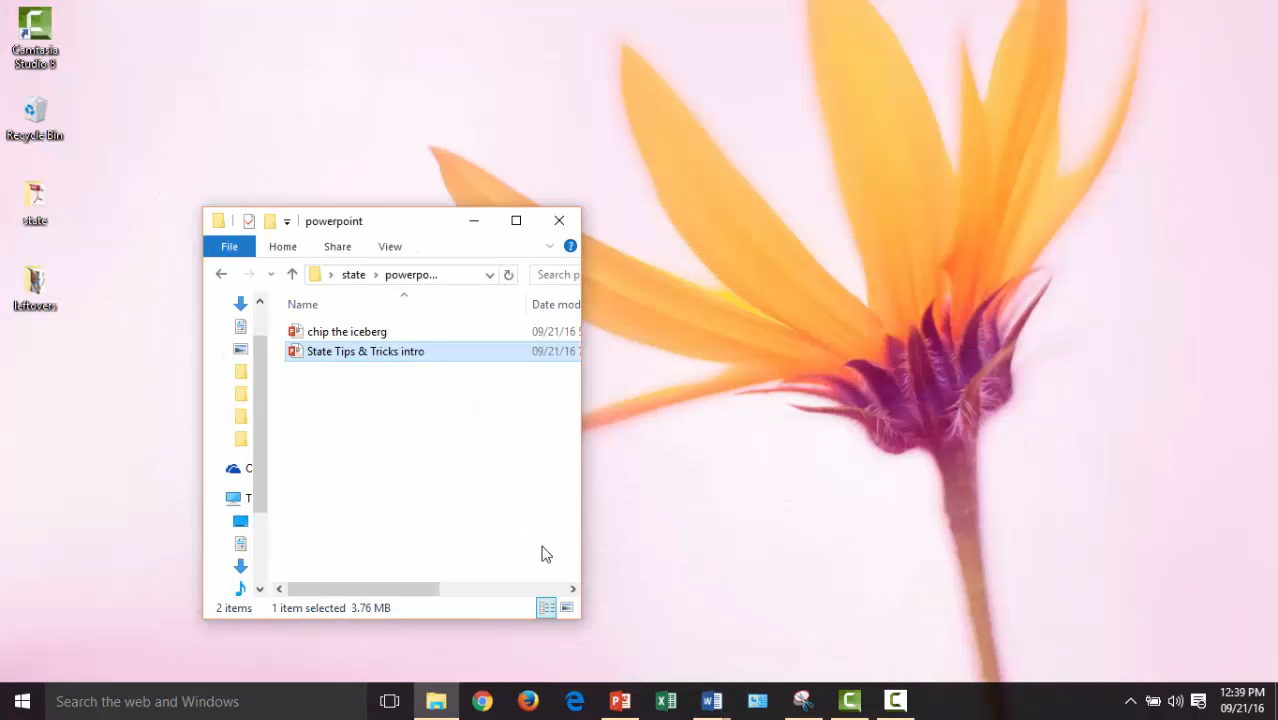 Camtasia
Studio 8
Recycle Bin
state
leftovers
powerpoint
File Home Share View
state powerpo... Search p
Name Date mod
chip the iceberg 09/21/16 5
State Tips & Tricks intro 09/21/16 7
O
T
2 items 1 item selected 3.76 MB
Search the web and Windows
12:39 PM
09/21/16